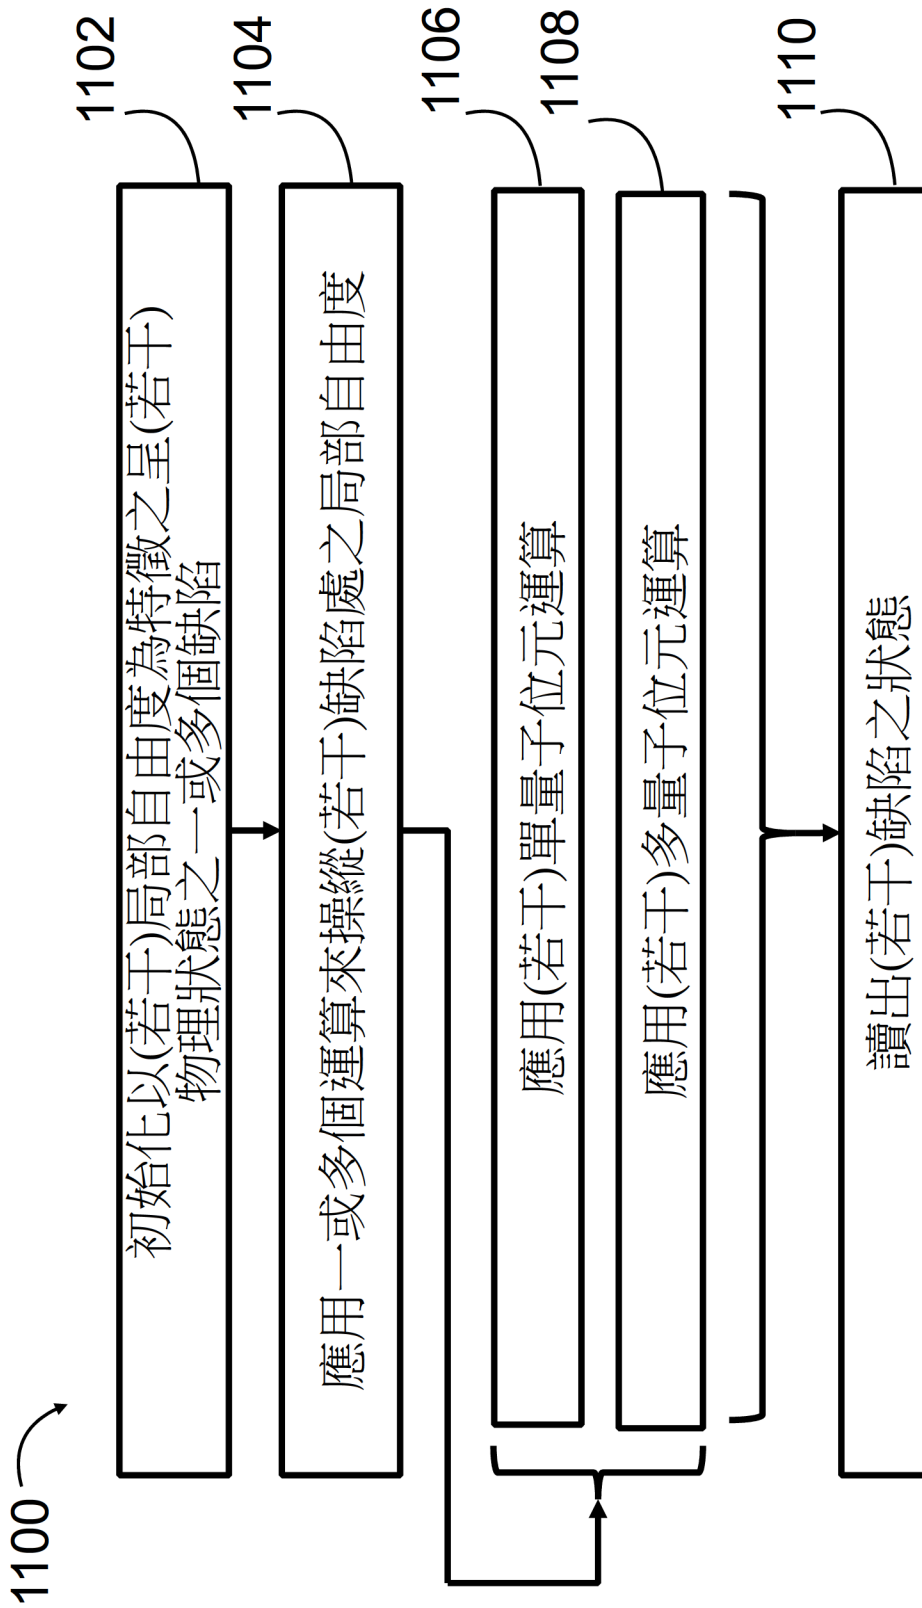 1100
初始化以(若干)局部自由度為特徵之呈(若干)
物理狀態之一或多個缺陷
1102
應用一或多個運算來操縱(若干)缺陷處之局部自由度
1104
應用(若干)單量子位元運算
1106
應用(若干)多量子位元運算
1108
讀出(若干)缺陷之狀態
1110